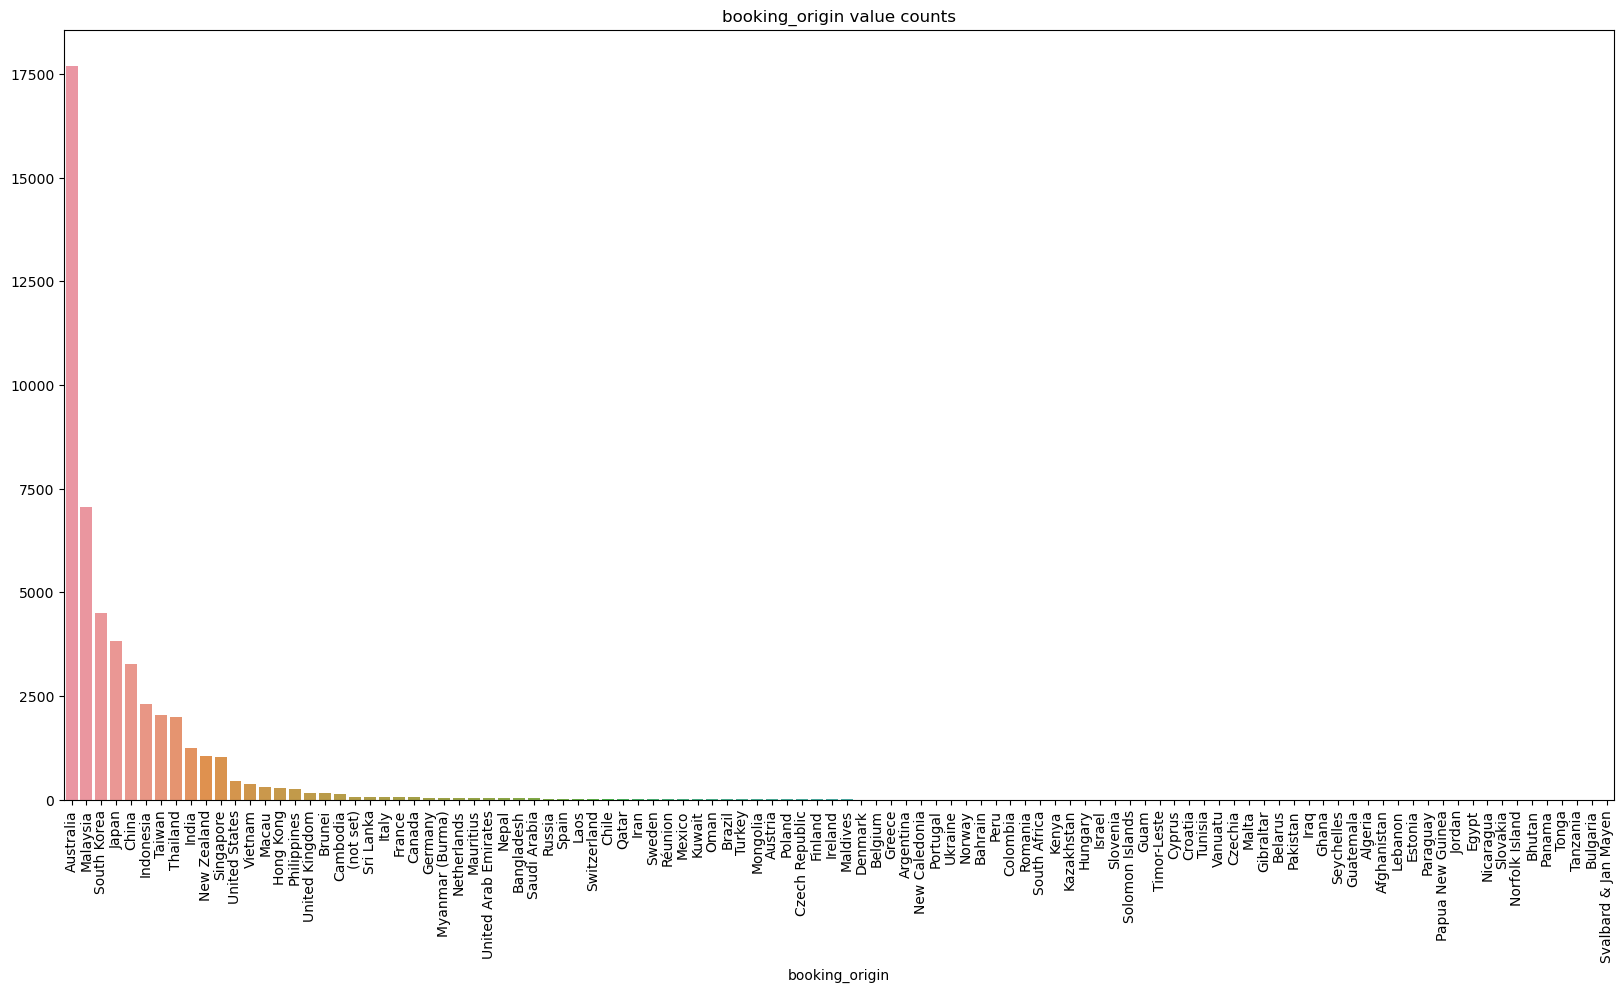 booking_origin value counts
17500
15000
12500
10000
7500
5000
2500
0
Australia
Malaysia
South Korea
Japan
China
Indonesia
Taiwan
Thailand
India
New Zealand
Singapore
United States
Vietnam
Macau
Hong Kong
Philippines
United Kingdom
Brunei
Cambodia
(not set)
Sri Lanka
Italy
France
Canada
Germany
Myanmar (Burma)
Netherlands
Mauritius
United Arab Emirates
Nepal
Bangladesh
Saudi Arabia
Russia
Spain
Laos
Switzerland
Chile
Qatar
Iran
Sweden
Réunion
Mexico
Kuwait
Oman
Brazil
Turkey
Mongolia
Austria
Poland
Czech Republic
Finland
Ireland
Maldives
Denmark
Belgium
Greece
Argentina
New Caledonia
Portugal
Ukraine
Norway
Bahrain
Peru
Colombia
Romania
South Africa
Kenya
Kazakhstan
Hungary
Israel
Slovenia
Solomon Islands
Guam
Timor-Leste
Cyprus
Croatia
Tunisia
Vanuatu
Czechia
Malta
Gibraltar
Belarus
Pakistan
Iraq
Ghana
Seychelles
Guatemala
Algeria
Afghanistan
Lebanon
Estonia
Paraguay
Papua New Guinea
Jordan
Egypt
Nicaragua
Slovakia
Norfolk Island
Bhutan
Panama
Tonga
Tanzania
Bulgaria
Svalbard & Jan Mayen
booking_origin